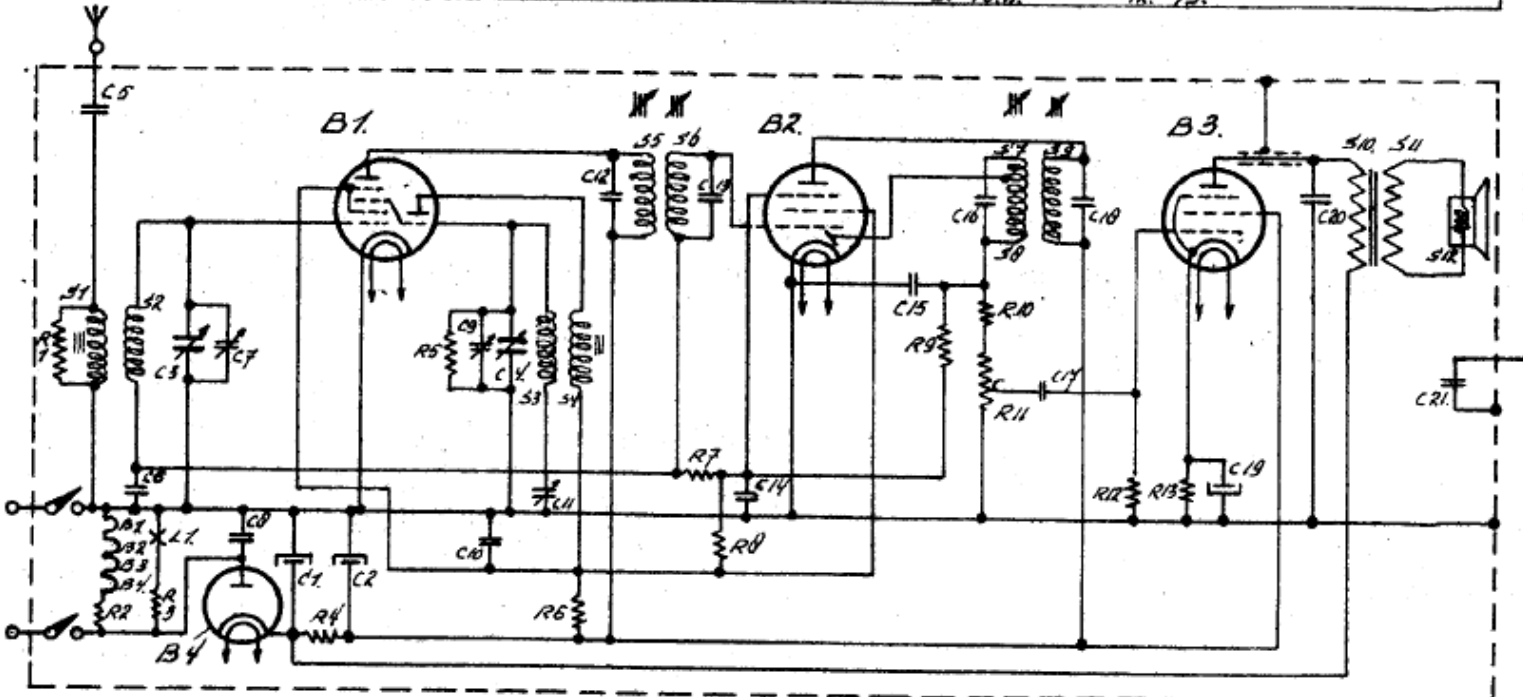 C5
B1.
S5
S6
B2.
S7
S9
B3.
S10.
S11
C12
C13
C16
C18
C20
S12
S8
S1
S2
C15
R10
R1
C3
C7
R5
C9
C4.
S3
S4
R9
C17
R11
C21.
R7
C6
C11
C14
R12
R13
C19
B1
B2
B3
B4.
L1.
C8
C10
R8
C1.
C2
R2
R3
R4
R6
B4